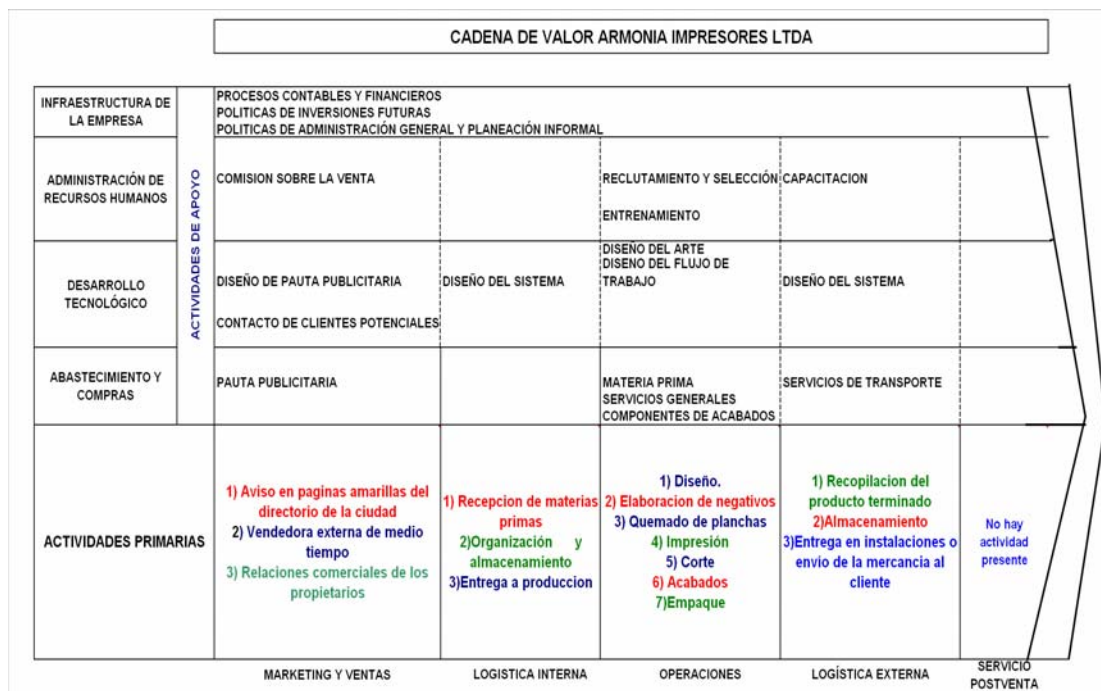 CADENA DE VALOR ARMONIA IMPRESORES LTDA
INFRAESTRUCTURA DE
LA EMPRESA
PROCESOS CONTABLES Y FINANCIEROS
POLITICAS DE INVERSIONES FUTURAS
POLITICAS DE ADMINISTRACIÓN GENERAL Y PLANEACIÓN INFORMAL
ACTIVIDADES DE APOYO
ADMINISTRACIÓN DE
RECURSOS HUMANOS
COMISION SOBRE LA VENTA
RECLUTAMIENTO Y SELECCIÓN
ENTRENAMIENTO
CAPACITACION
DESARROLLO
TECNOLÓGICO
DISEÑO DE PAUTA PUBLICITARIA
CONTACTO DE CLIENTES POTENCIALES
DISEÑO DEL SISTEMA
DISEÑO DEL ARTE
DISENO DEL FLUJO DE
TRABAJO
DISEÑO DEL SISTEMA
ABASTECIMIENTO Y
COMPRAS
PAUTA PUBLICITARIA
MATERIA PRIMA
SERVICIOS GENERALES
COMPONENTES DE ACABADOS
SERVICIOS DE TRANSPORTE
ACTIVIDADES PRIMARIAS
1) Aviso en paginas amarillas del
directorio de la ciudad
2) Vendedora externa de medio
tiempo
3) Relaciones comerciales de los
propietarios
1) Recepcion de materias
primas
2)Organización y
almacenamiento
3)Entrega a produccion
1) Diseño.
2) Elaboracion de negativos
3) Quemado de planchas
4) Impresión
5) Corte
6) Acabados
7)Empaque
1) Recopilacion del
producto terminado
2)Almacenamiento
3)Entrega en instalaciones o
envio de la mercancia al
cliente
No hay
actividad
presente
MARKETING Y VENTAS
LOGISTICA INTERNA
OPERACIONES
LOGÍSTICA EXTERNA
SERVICIO
POSTVENTA